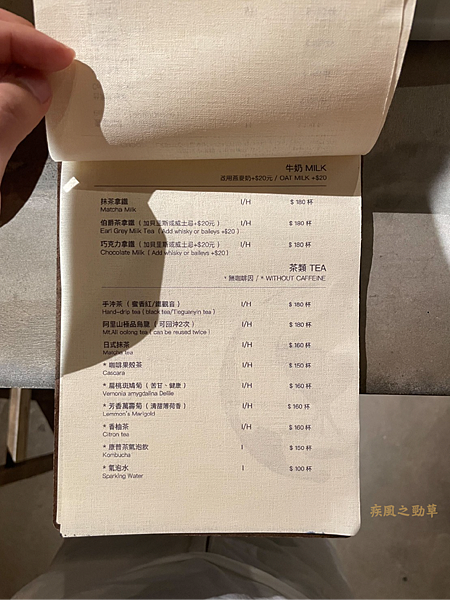 牛奶 MILK
改用燕麥奶+$20元 / OAT MILK +$20
抹茶拿鐵 I/H $ 180 杯
Matcha Milk
伯爵茶拿鐵 ( 加貝里斯或威士忌+$20元 ) I/H $ 180 杯
Earl Grey Milk Tea ( Add whisky or baileys +$20 )
巧克力拿鐵 ( 加貝里斯或威士忌+$20元 ) I/H $ 180 杯
Chocolate Milk ( Add whisky or baileys +$20 )
茶類 TEA
* 無咖啡因 / * WITHOUT CAFFEINE
手沖茶 ( 蜜香紅/鐵觀音 ) I/H $ 180 杯
Hand-drip tea ( black tea/Tieguanyin tea )
阿里山極品烏龍 ( 可回沖2次 ) I/H $ 180 杯
Mt.Ali oolong tea ( can be reused twice )
日式抹茶 I/H $ 160 杯
Matcha tea
* 咖啡果殼茶 I/H $ 150 杯
Cascara
* 扁桃斑鳩菊 ( 苦甘、健康 ) I/H $ 160 杯
Vernonia amygdalina Delile
* 芳香萬壽菊 ( 清甜薄荷香 ) I/H $ 160 杯
Lemmon's Marigold
* 香柚茶 I/H $ 160 杯
Citron tea
* 康普茶氣泡飲 I $ 150 杯
Kombucha
* 氣泡水 I $ 100 杯
Sparking Water
疾風之勁草